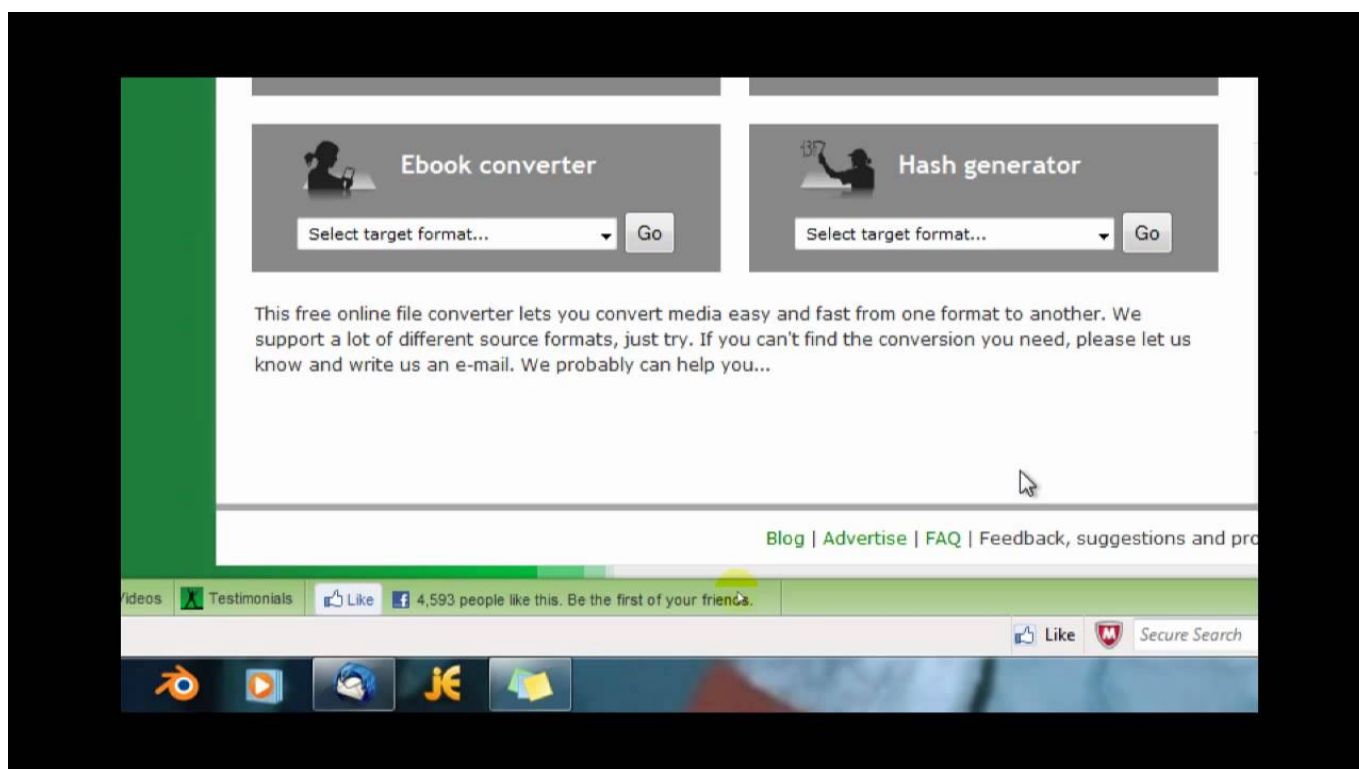 Ebook converter
Select target format...
Go
Hash generator
Select target format...
Go
This free online file converter lets you convert media easy and fast from one format to another. We
support a lot of different source formats, just try. If you can't find the conversion you need, please let us
know and write us an e-mail. We probably can help you...
Blog | Advertise | FAQ | Feedback, suggestions and
Testimonials
Like
4,593 people like this. Be the first of your friends.
Like
Secure Search